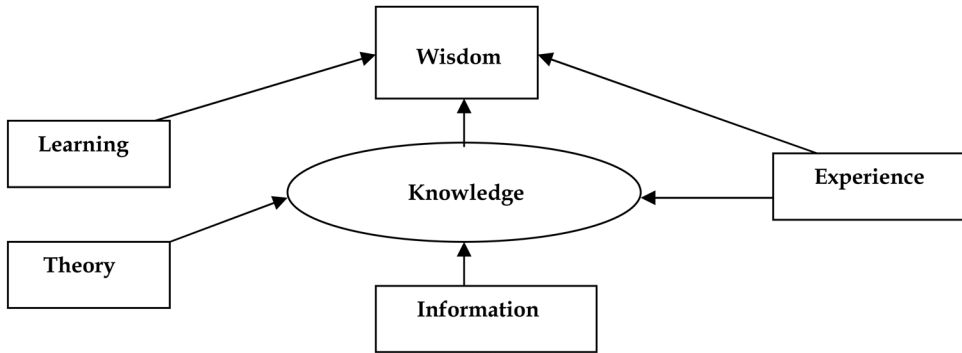 Wisdom
Learning
Experience
Knowledge
Theory
Information